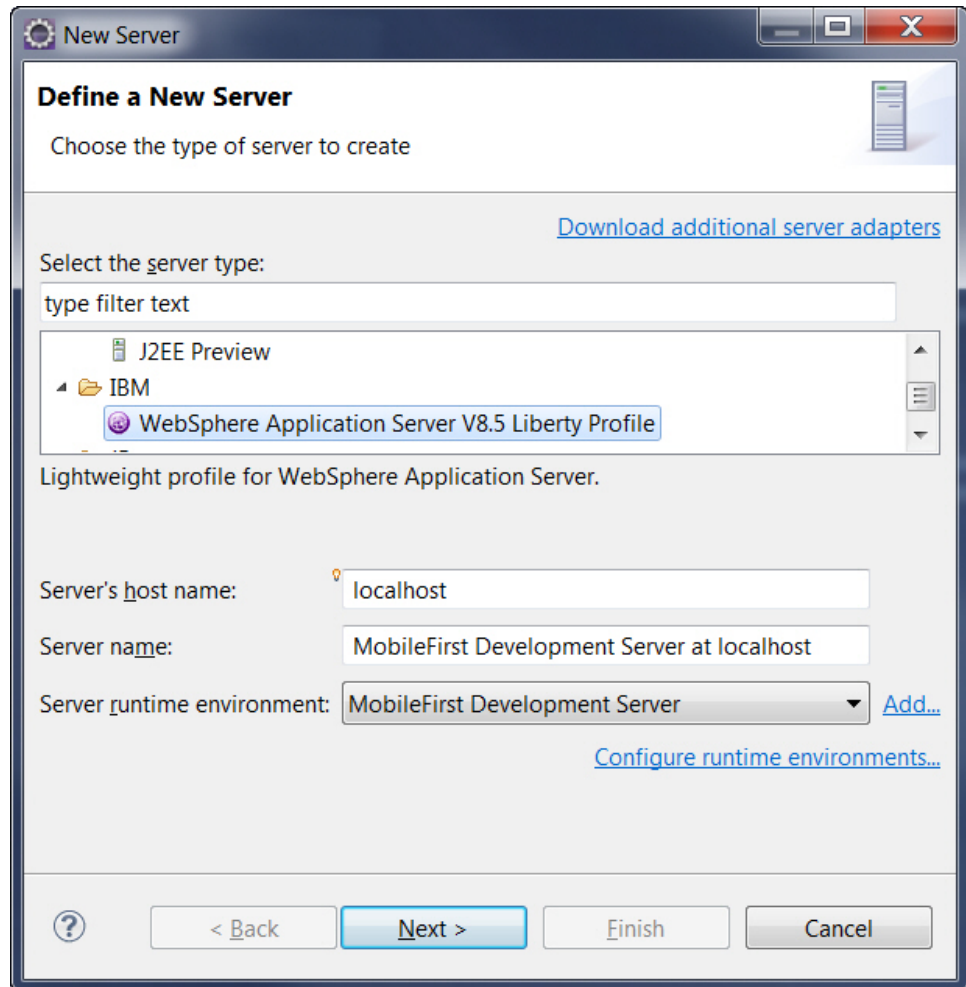 New Server
Define a New Server
Choose the type of server to create
Download additional server adapters
Select the server type:
type filter text
J2EE Preview
IBM
WebSphere Application Server V8.5 Liberty Profile
Lightweight profile for WebSphere Application Server.
Server's host name: localhost
Server name: MobileFirst Development Server at localhost
Server runtime environment: MobileFirst Development Server Add...
Configure runtime environments...
? < Back Next > Finish Cancel